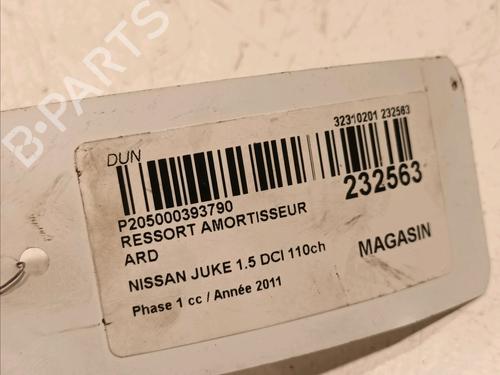 B-PARTS
32310201 232563
DUN
P205000393790
232563
RESSORT AMORTISSEUR
ARD
NISSAN JUKE 1.5 DCI 110ch
MAGASIN
Phase 1 cc / Année 2011